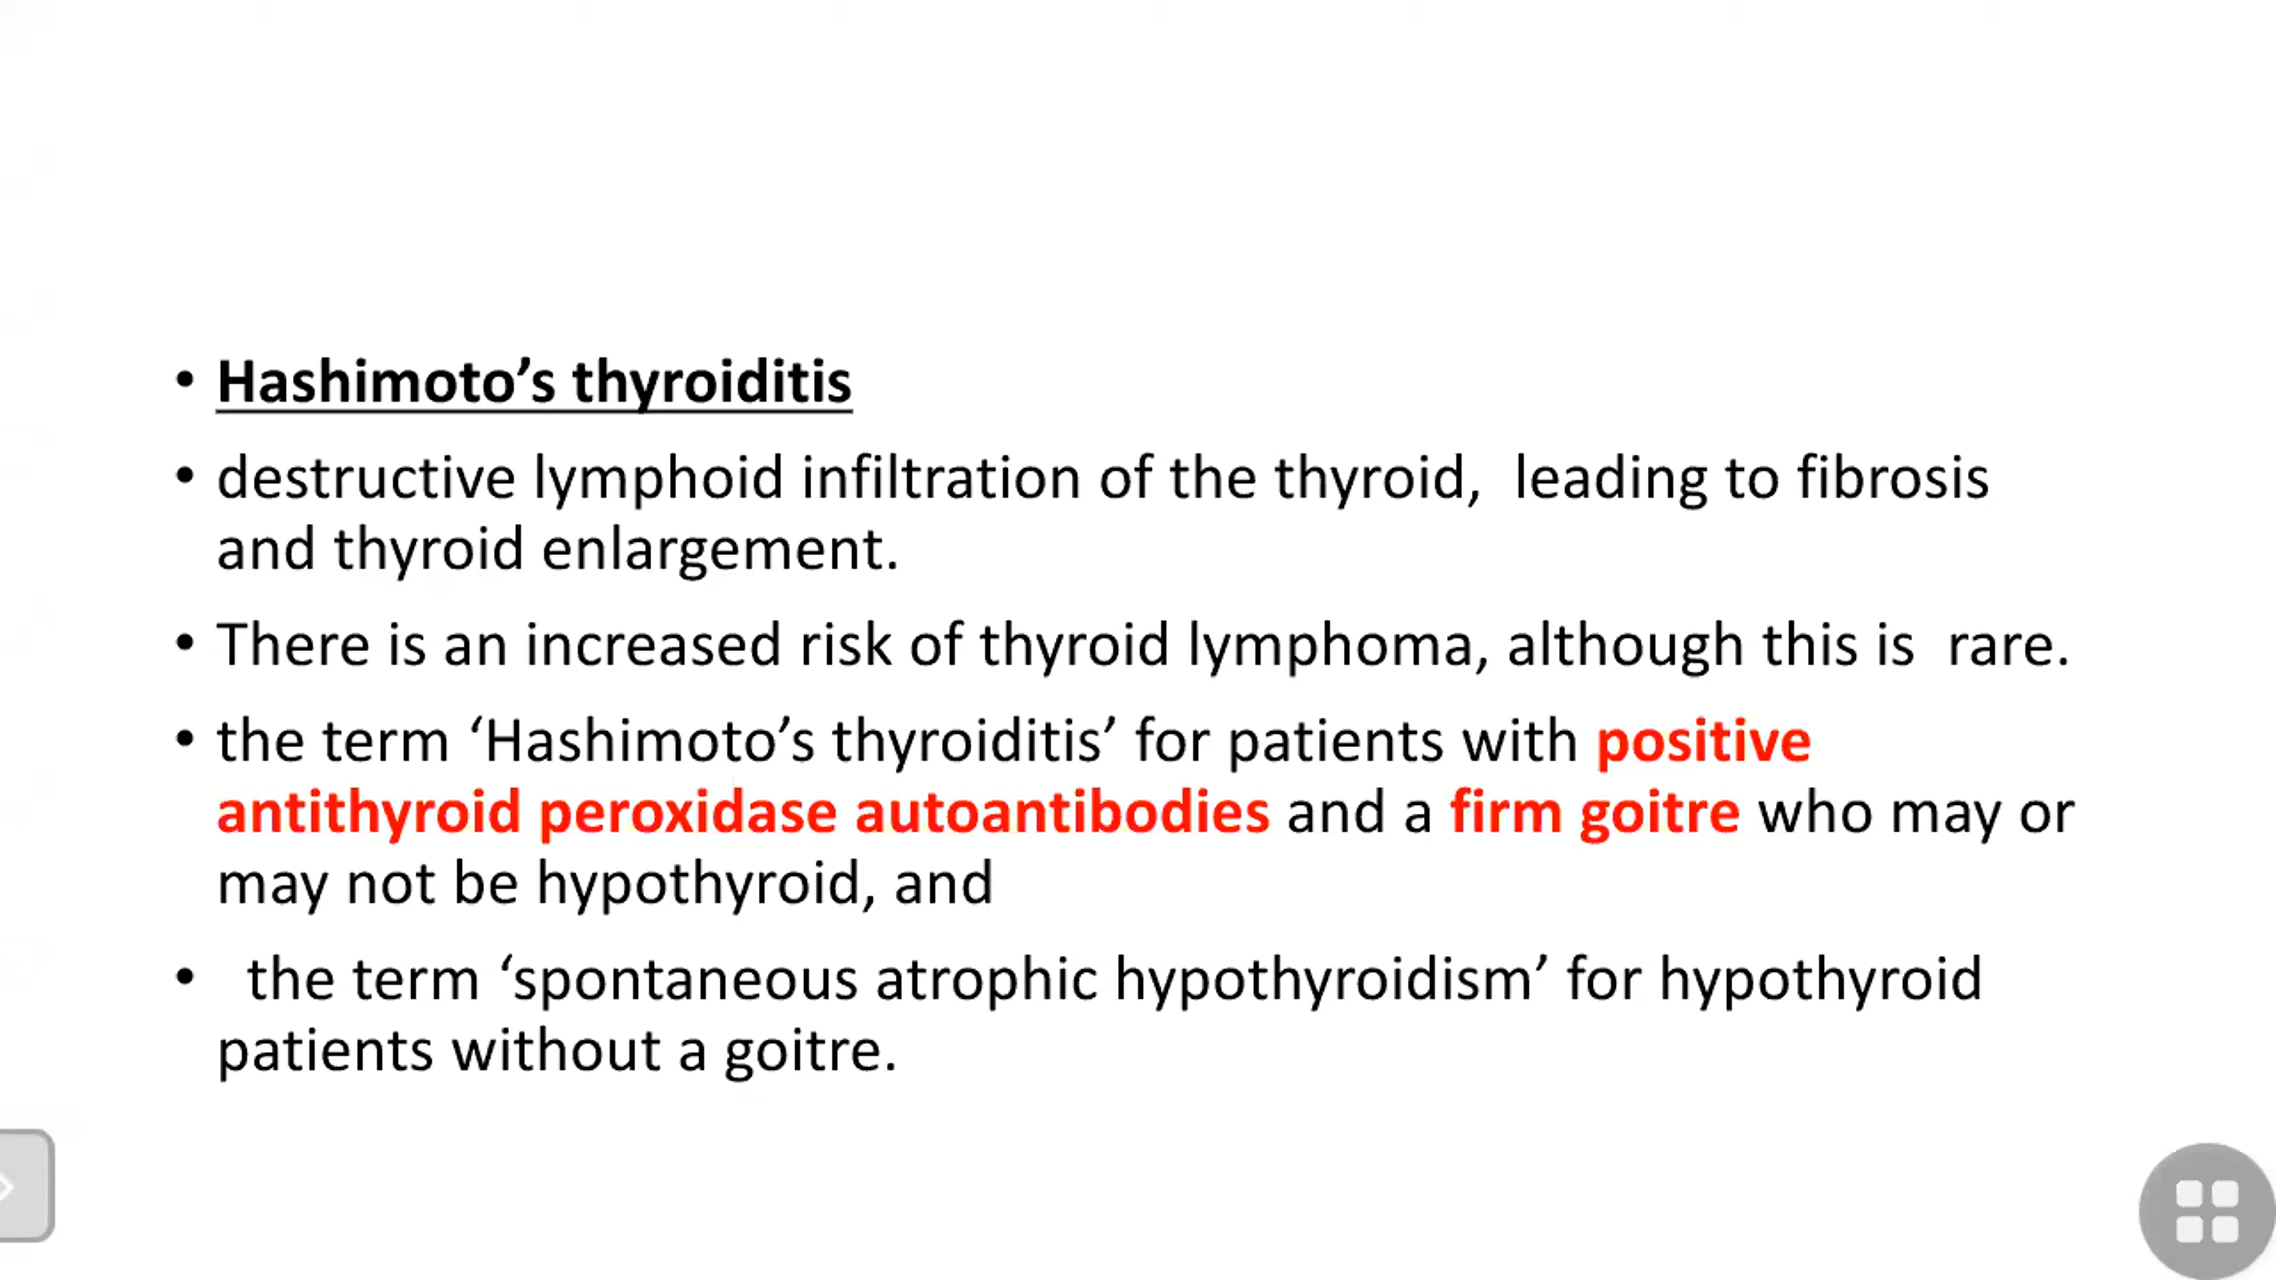 • Hashimoto’s thyroiditis
• destructive lymphoid infiltration of the thyroid,  leading to fibrosis
and thyroid enlargement.
• There is an increased risk of thyroid lymphoma, although this is  rare.
• the term ‘Hashimoto’s thyroiditis’ for patients with positive
antithyroid peroxidase autoantibodies and a firm goitre who may or
may not be hypothyroid, and
•  the term ‘spontaneous atrophic hypothyroidism’ for hypothyroid
patients without a goitre.